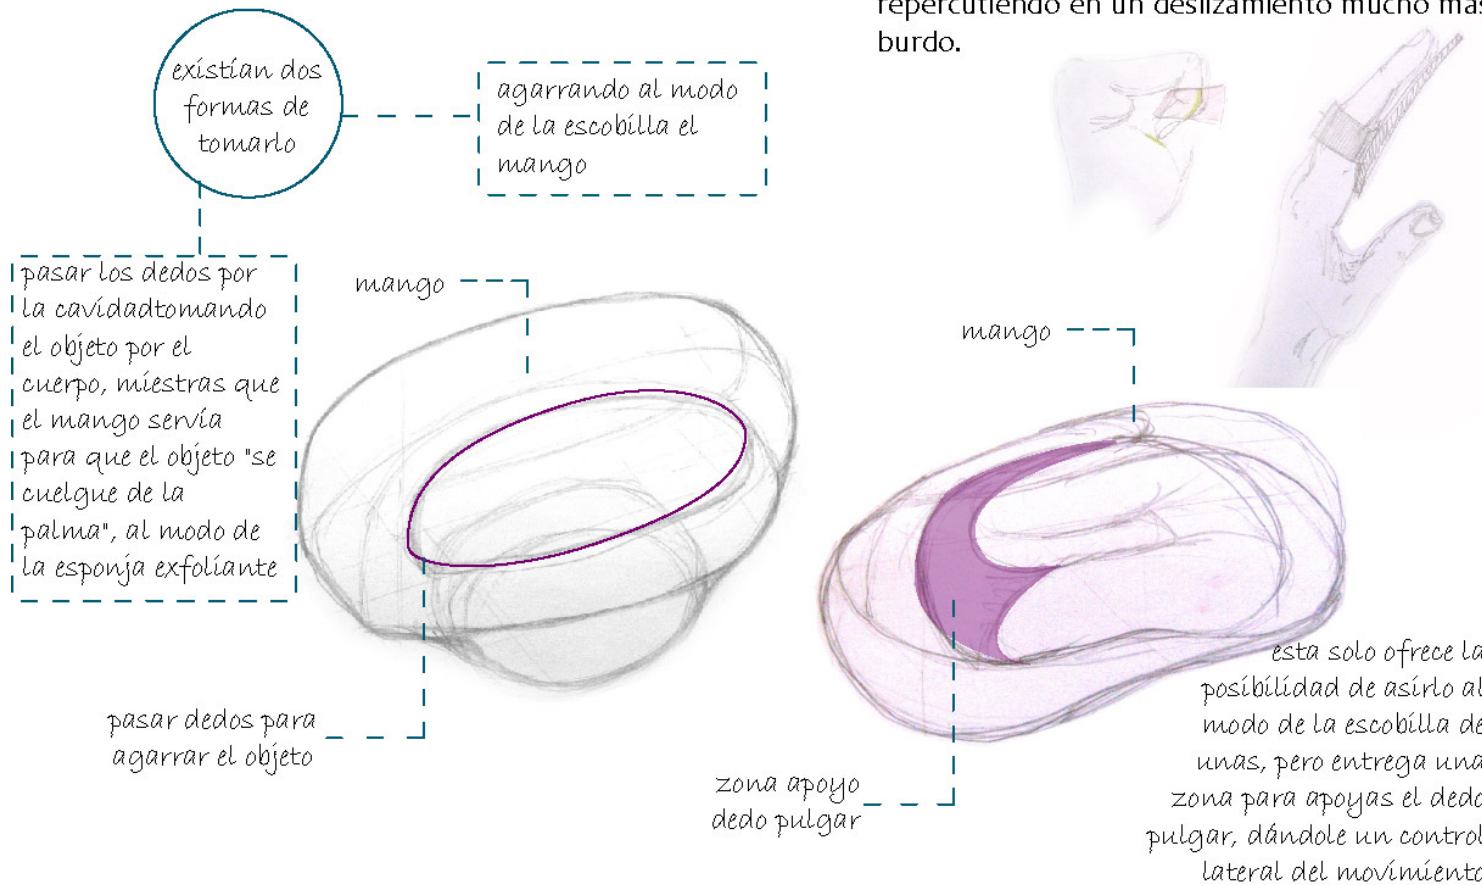 repercutiendo en un deslizamiento mucho más
burdo.
existían dos
formas de
tomarlo
agarrando al modo
de la escobilla el
mango
pasar los dedos por
la cavidadtomando
el objeto por el
cuerpo, miestras que
el mango servía
para que el objeto "se
cuelgue de la
palma", al modo de
la esponja exfoliante
mango
pasar dedos para
agarrar el objeto
mango
zona apoyo
dedo pulgar
esta solo ofrece la
posibilidad de asirlo al
modo de la escobilla de
unas, pero entrega una
zona para apoyas el dedo
pulgar, dándole un control
lateral del movimiento